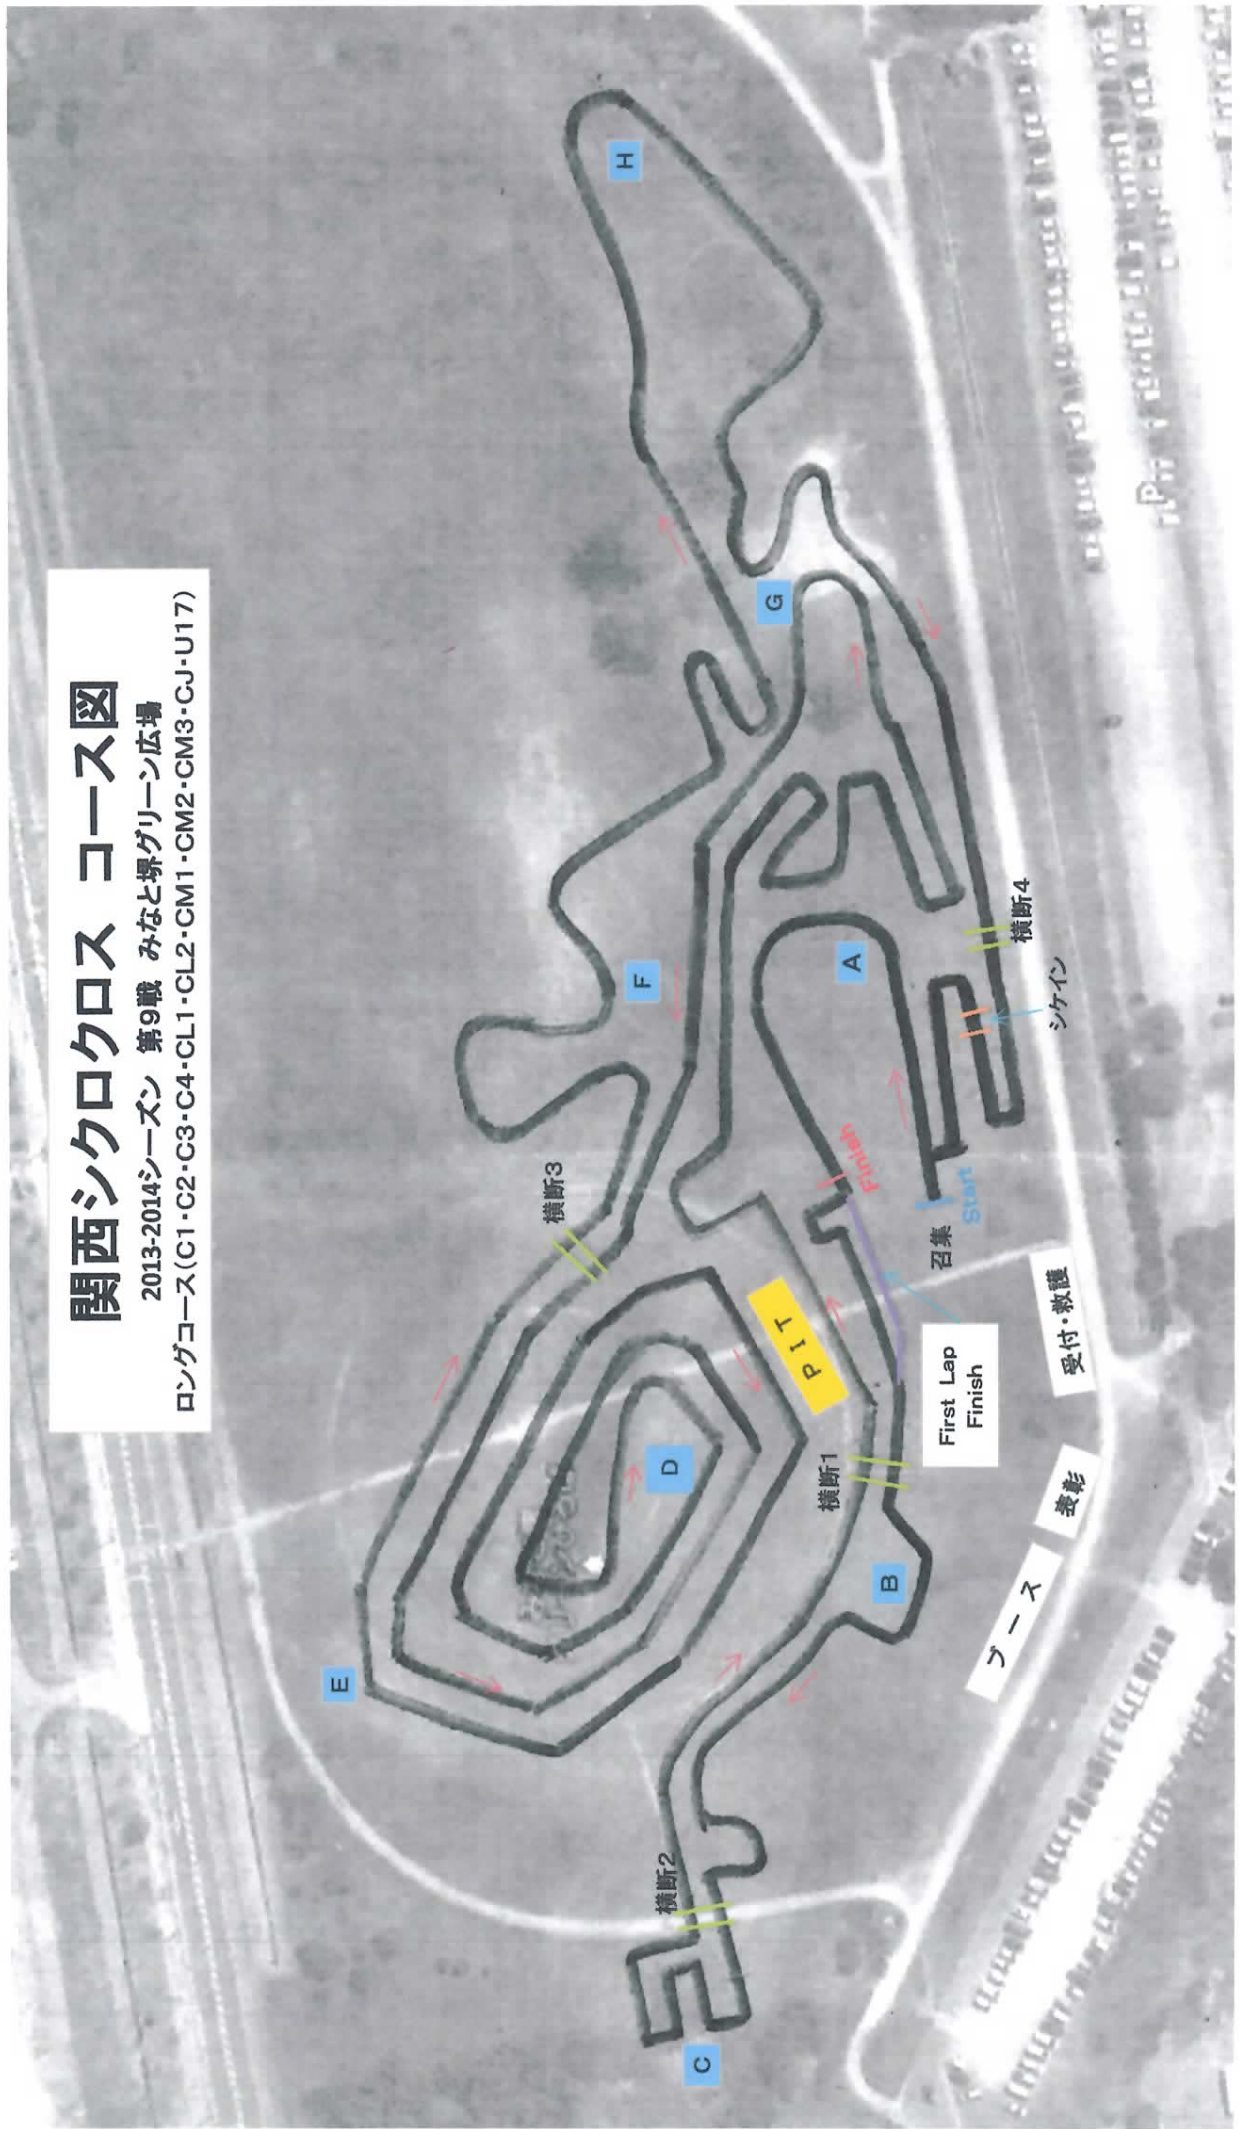 関西シクロクロス コース図
2013-2014シーズン 第9戦 みなと堺グリーン広場
ロングコース(C1・C2・C3・C4・CL1・CL2・CM1・CM2・CM3・CJ・U17)
H
G
F
E
D
C
B
A
横断1
横断2
横断3
横断4
シケイン
PIT
Finish
Start
召集
First Lap
Finish
受付・救護
表彰
ブース
P